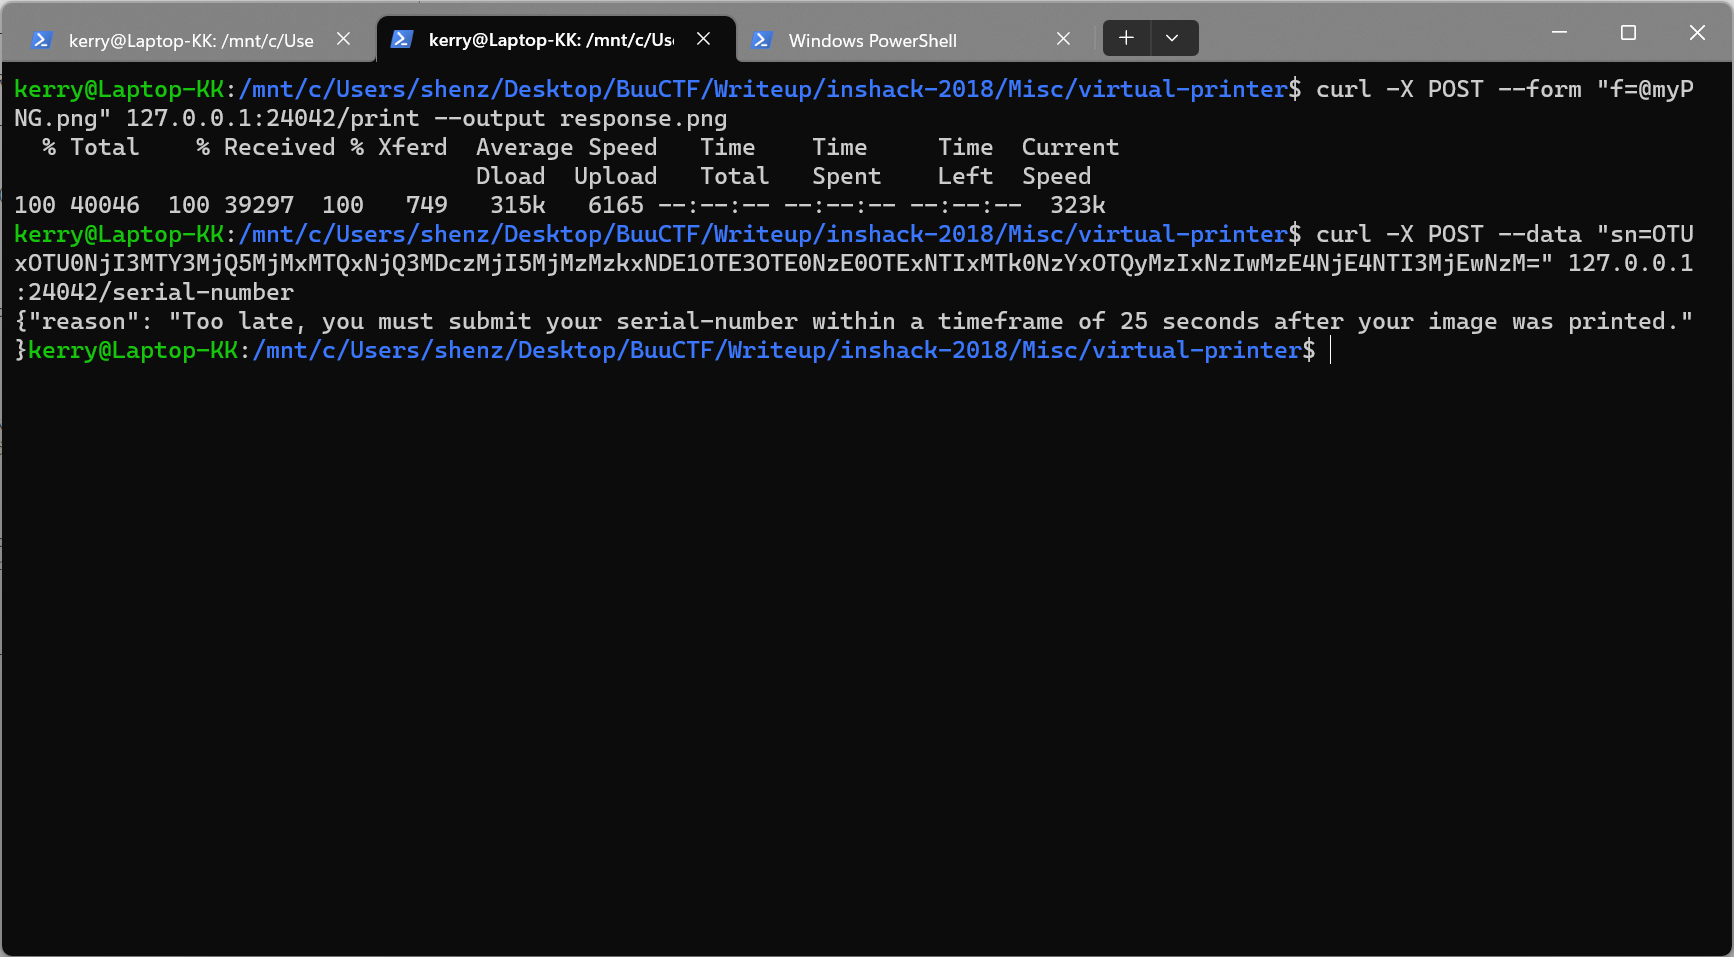 kerry@Laptop-KK: /mnt/c/Use
kerry@Laptop-KK: /mnt/c/Use
Windows PowerShell
kerry@Laptop-KK:/mnt/c/Users/shenz/Desktop/BuuCTF/Writeup/inshack-2018/Misc/virtual-printer$ curl -X POST --form "f=@myP
NG.png" 127.0.0.1:24042/print --output response.png
% Total % Received % Xferd Average Speed Time Time Time Current
Dload Upload Total Spent Left Speed
100 40046 100 39297 100 749 315k 6165 --:--:-- --:--:-- --:--:-- 323k
kerry@Laptop-KK:/mnt/c/Users/shenz/Desktop/BuuCTF/Writeup/inshack-2018/Misc/virtual-printer$ curl -X POST --data "sn=OTU
xOTU0NjI3MTY3MjQ5MjMxMTQxNjQ3MDczMjI5MjMzMzkxNDE1OTE3OTE0NzE0OTExNTIxMTk0NzYxOTQyMzIxNzIwMzE4NjE4NTI3MjEwNzM=" 127.0.0.1
:24042/serial-number
{"reason": "Too late, you must submit your serial-number within a timeframe of 25 seconds after your image was printed."
}kerry@Laptop-KK:/mnt/c/Users/shenz/Desktop/BuuCTF/Writeup/inshack-2018/Misc/virtual-printer$